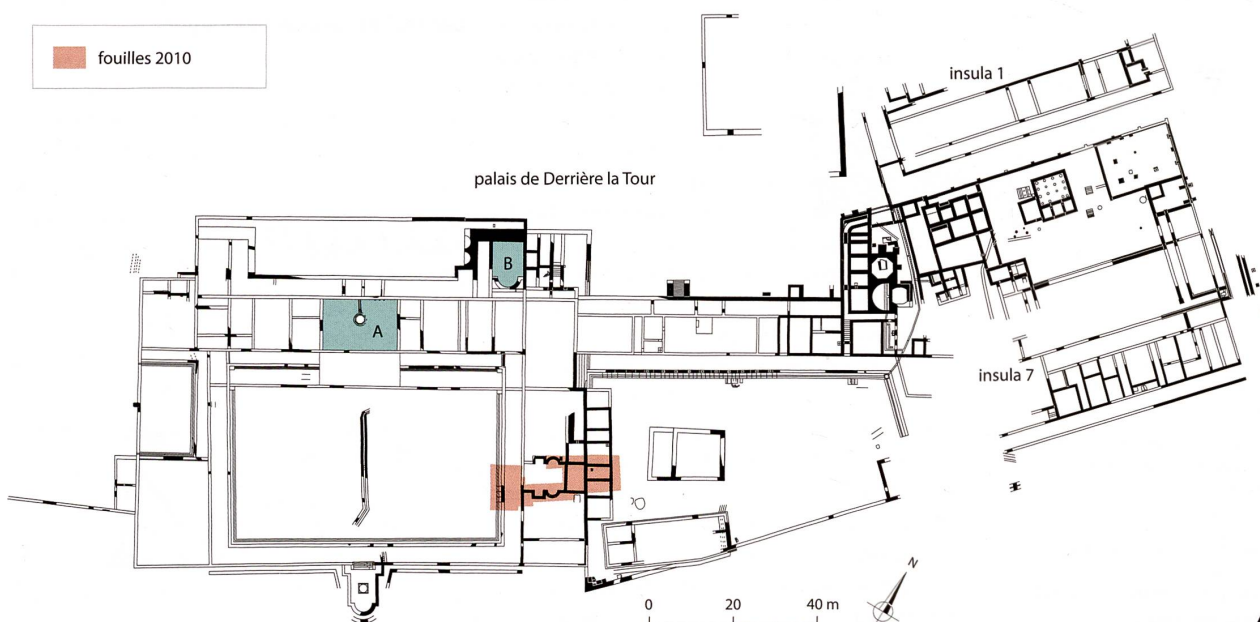 fouilles 2010
insula 1
palais de Derrière la Tour
B
A
insula 7
N
0 20 40 m